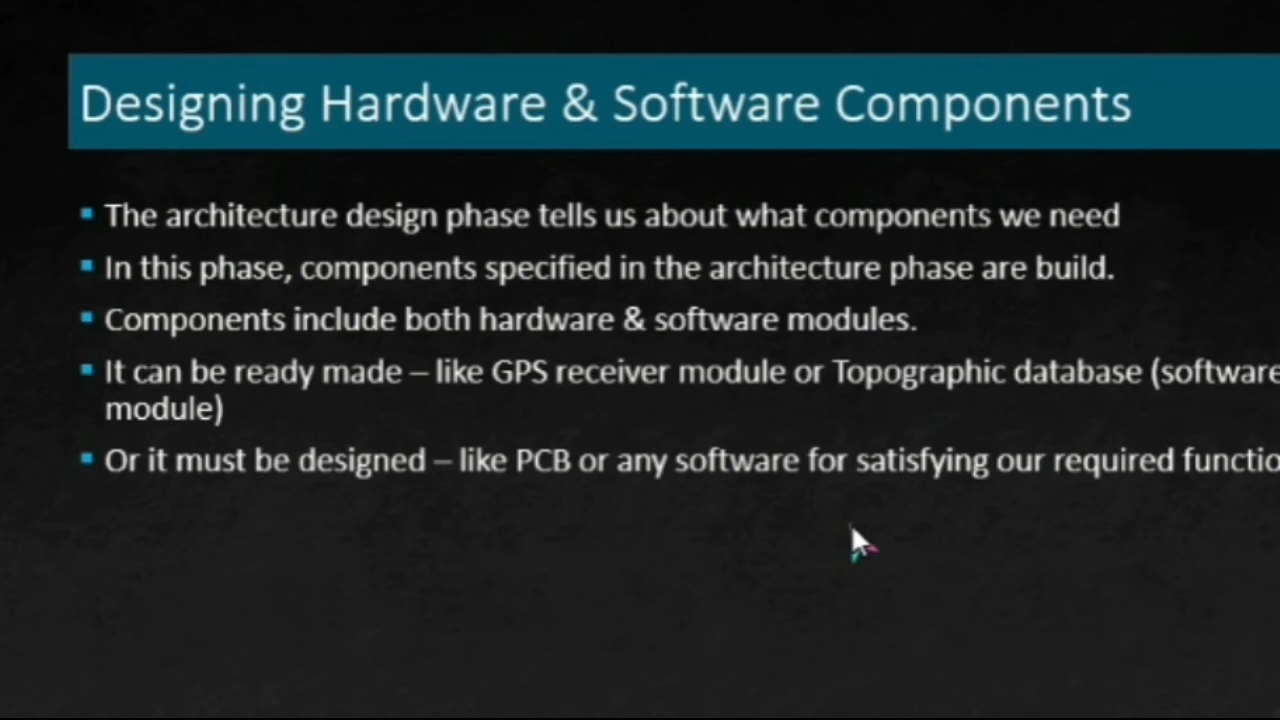 Designing Hardware & Software Components
▪ The architecture design phase tells us about what components we need
▪ In this phase, components specified in the architecture phase are build.
▪ Components include both hardware & software modules.
▪ It can be ready made – like GPS receiver module or Topographic database (software
module)
▪ Or it must be designed – like PCB or any software for satisfying our required